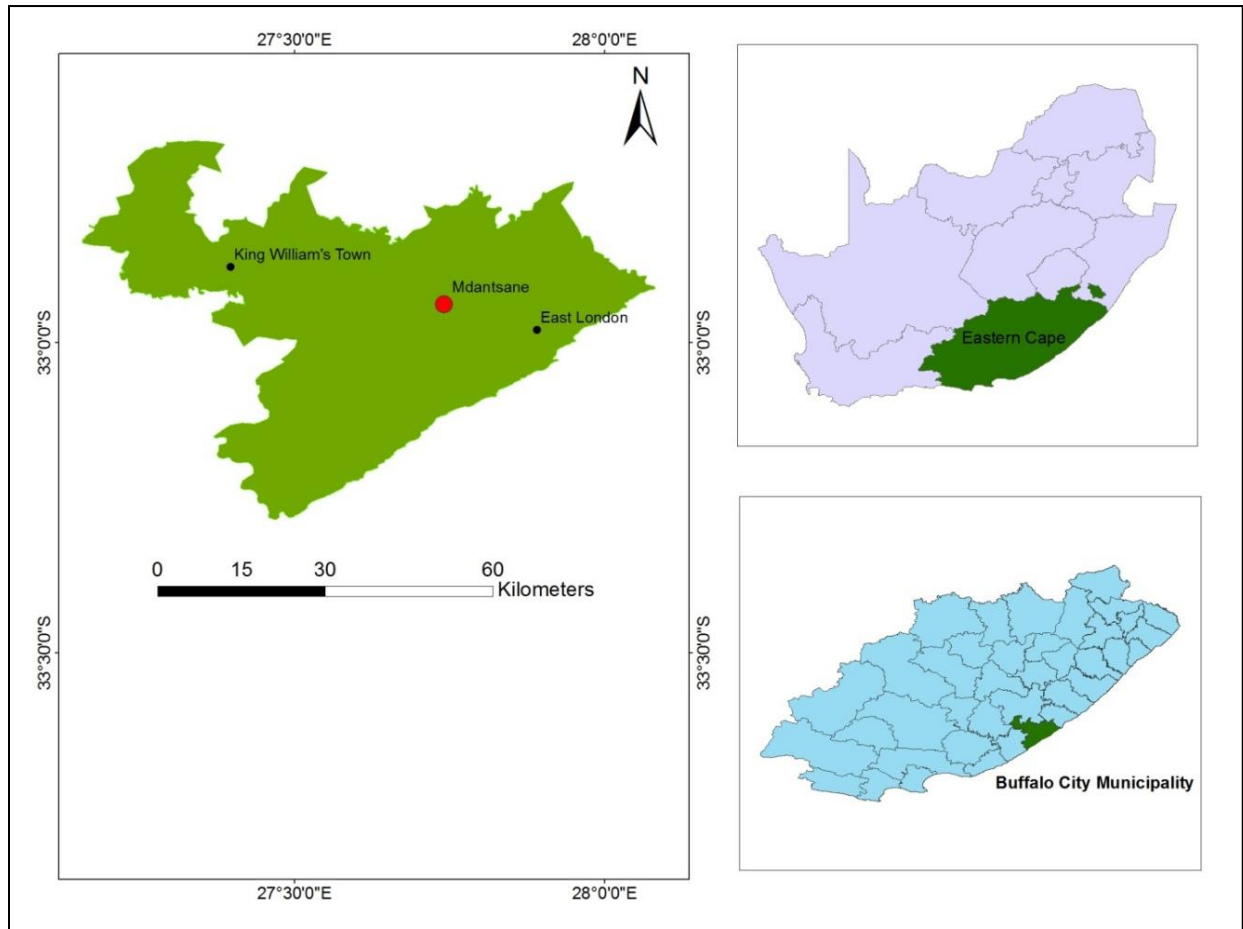 27°30'0"E
28°0'0"E
N
King William's Town
Mdantsane
East London
33°0'0"S
33°0'0"S
0 15 30 60
Kilometers
33°30'0"S
33°30'0"S
27°30'0"E
28°0'0"E
Eastern Cape
Buffalo City Municipality